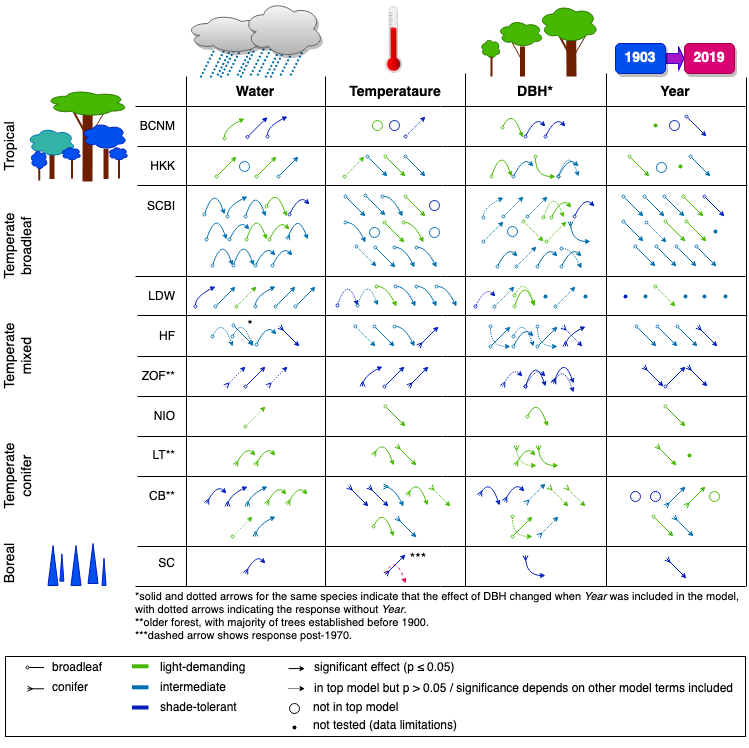 1903 2019
Water Temperataure DBH* Year
Tropical
BCNM
HKK
Temperate
broadleaf
SCBI
LDW
Temperate
mixed
HF
ZOF**
NIO
Temperate
conifer
LT**
CB**
Boreal
SC
*
***
*solid and dotted arrows for the same species indicate that the effect of DBH changed when Year was included in the model,
with dotted arrows indicating the response without Year.
**older forest, with majority of trees established before 1900.
***dashed arrow shows response post-1970.
broadleaf light-demanding significant effect (p ≤ 0.05)
conifer intermediate in top model but p > 0.05 / significance depends on other model terms included
shade-tolerant not in top model
not tested (data limitations)